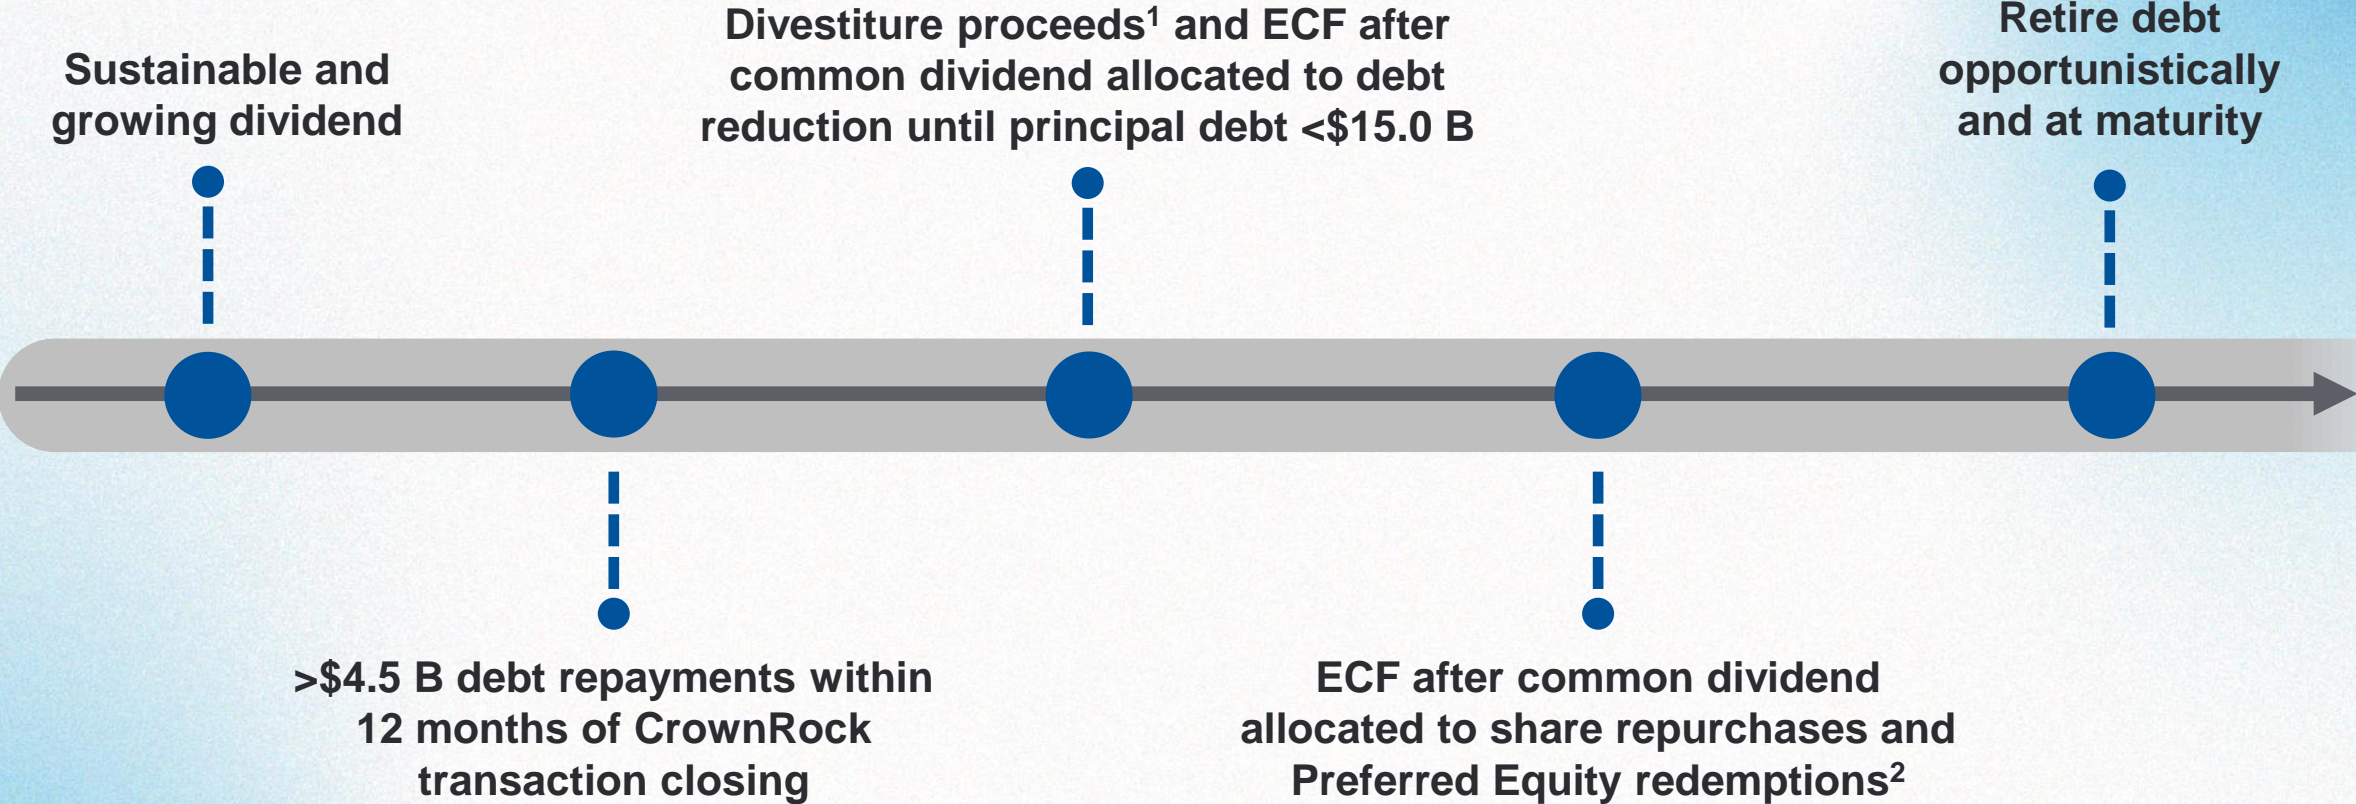 Sustainable and
growing dividend
>$4.5 B debt repayments within
12 months of CrownRock
transaction closing
Divestiture proceeds¹ and ECF after
common dividend allocated to debt
reduction until principal debt <$15.0 B
ECF after common dividend
allocated to share repurchases and
Preferred Equity redemptions²
Retire debt
opportunistically
and at maturity